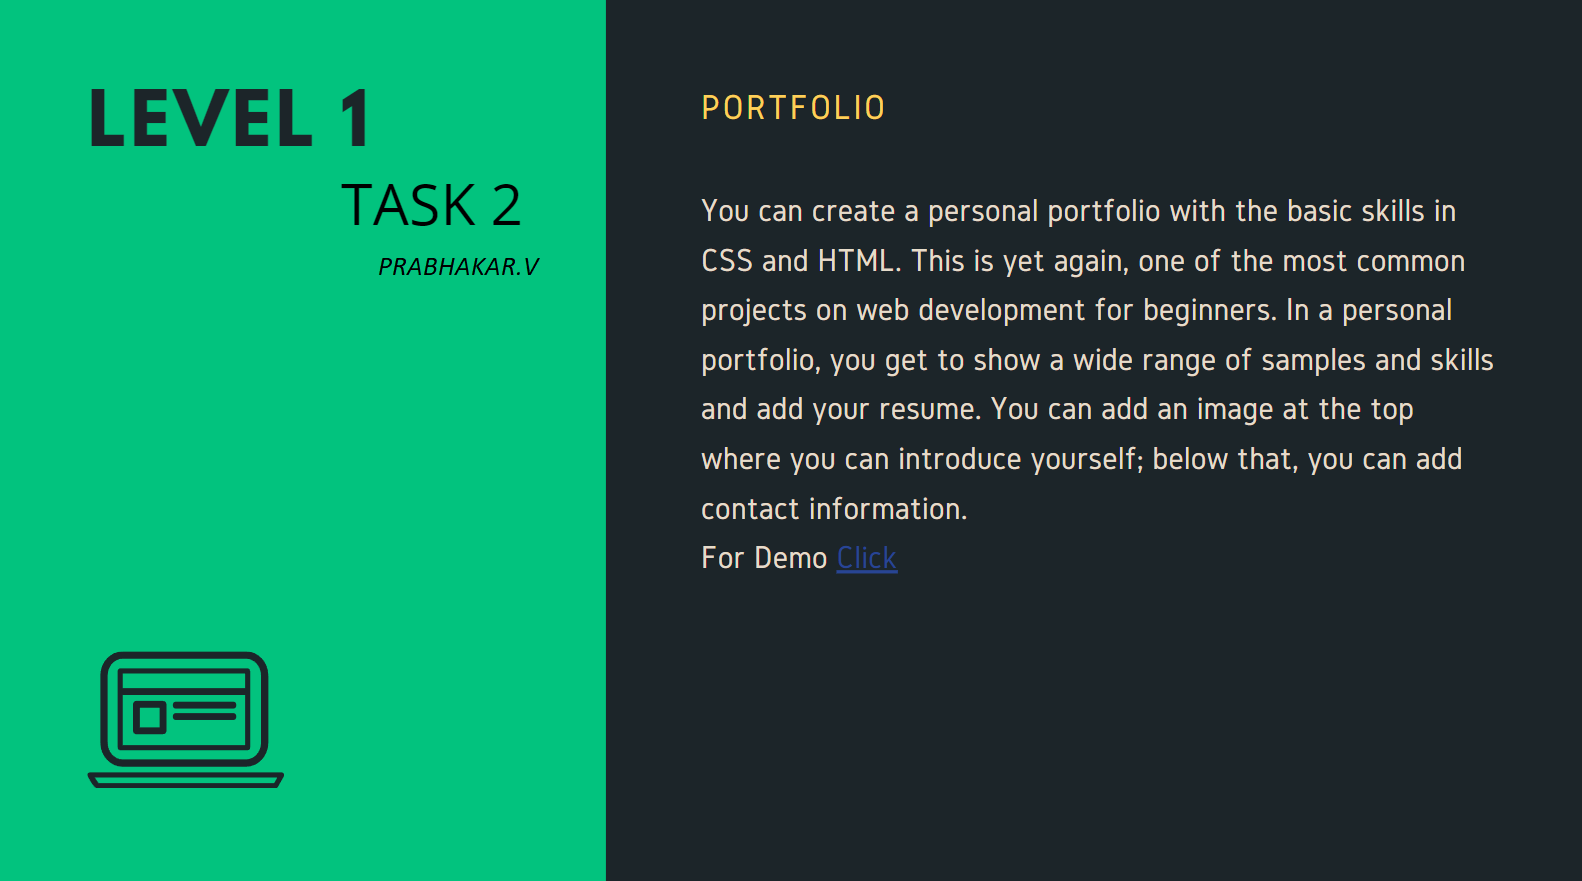 LEVEL 1
TASK 2
PRABHAKAR.V
PORTFOLIO
You can create a personal portfolio with the basic skills in
CSS and HTML. This is yet again, one of the most common
projects on web development for beginners. In a personal
portfolio, you get to show a wide range of samples and skills
and add your resume. You can add an image at the top
where you can introduce yourself; below that, you can add
contact information.
For Demo Click